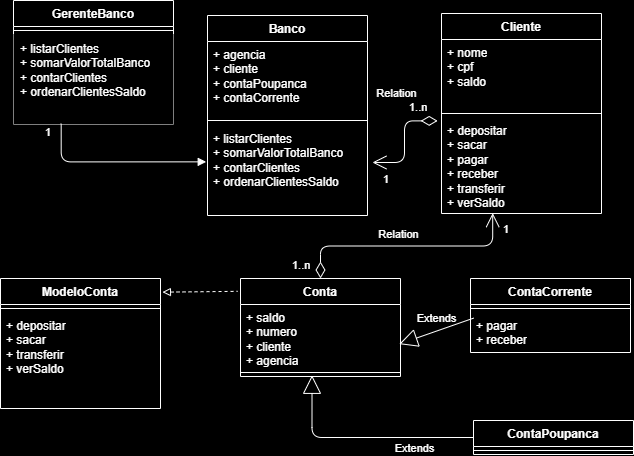 GerenteBanco
+ listarClientes
+ somarValorTotalBanco
+ contarClientes
+ ordenarClientesSaldo
1
Banco
+ agencia
+ cliente
+ contaPoupanca
+ contaCorrente
+ listarClientes
+ somarValorTotalBanco
+ contarClientes
+ ordenarClientesSaldo
Relation
1..n
1
Cliente
+ nome
+ cpf
+ saldo
+ depositar
+ sacar
+ pagar
+ receber
+ transferir
+ verSaldo
1
Relation
1..n
ModeloConta
+ depositar
+ sacar
+ transferir
+ verSaldo
Conta
+ saldo
+ numero
+ cliente
+ agencia
Extends
ContaCorrente
+ pagar
+ receber
Extends
ContaPoupanca